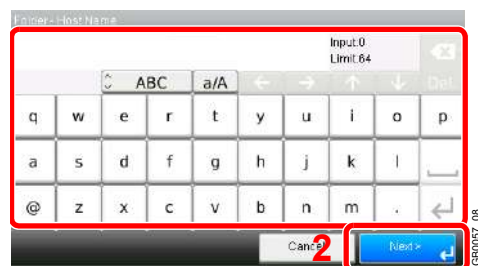 Folder - Host Name
Input:0
Limit:64
ABC a/A Del.
q w e r t y u i o p
a s d f g h j k l
@ z x c v b n m .
Cancel 2 Next >
GB0057_08